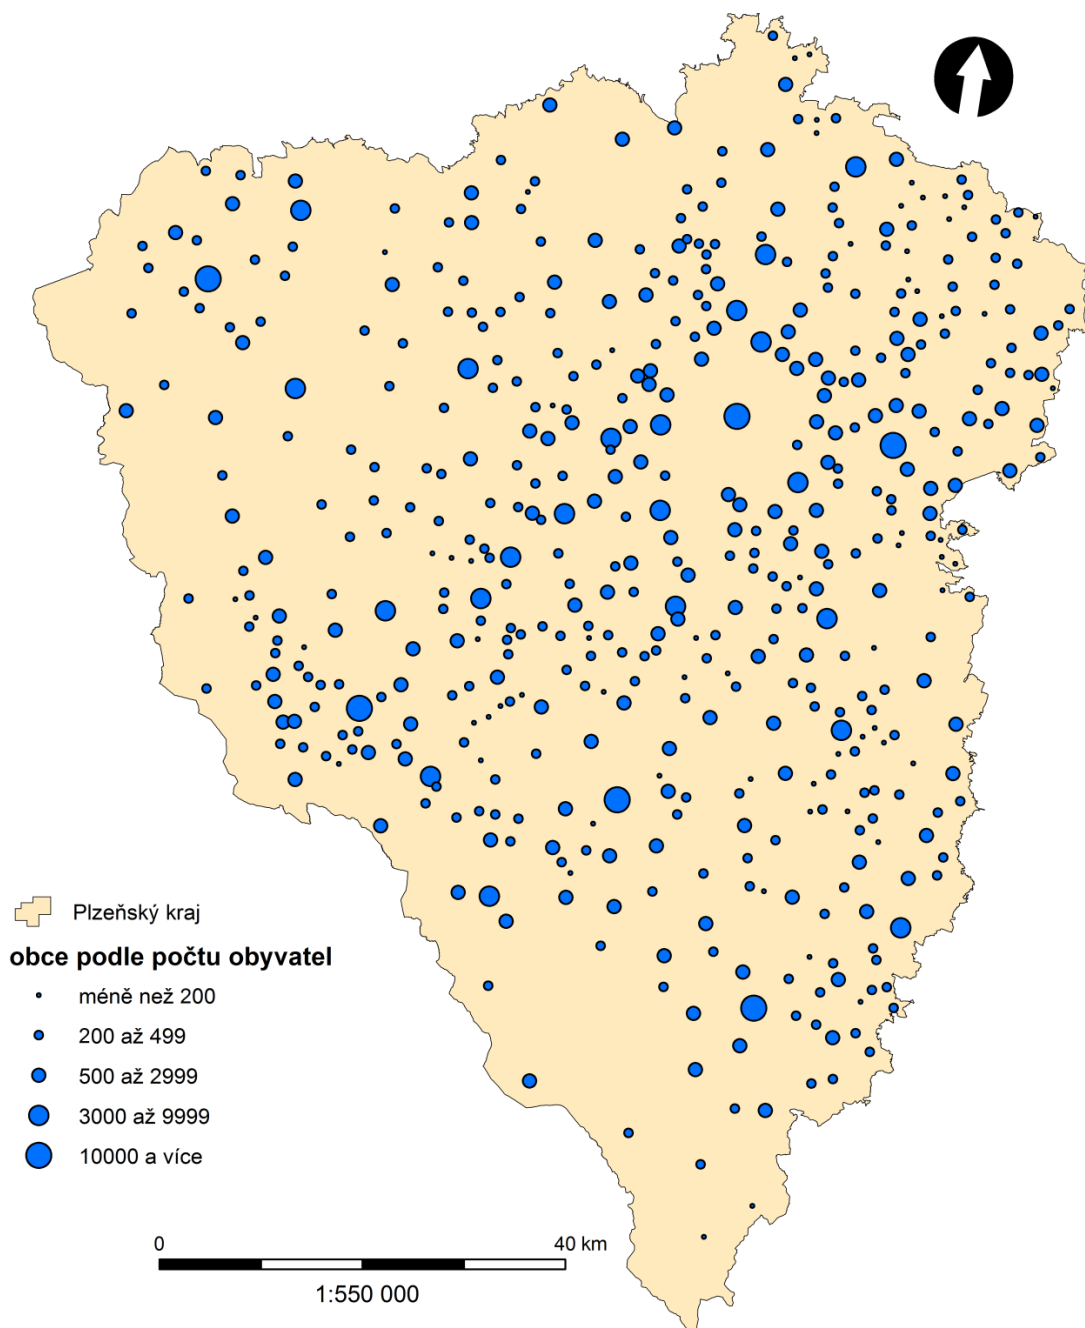 Plzeňský kraj
obce podle počtu obyvatel
méně než 200
200 až 499
500 až 2999
3000 až 9999
10000 a více
0 40 km
1:550 000